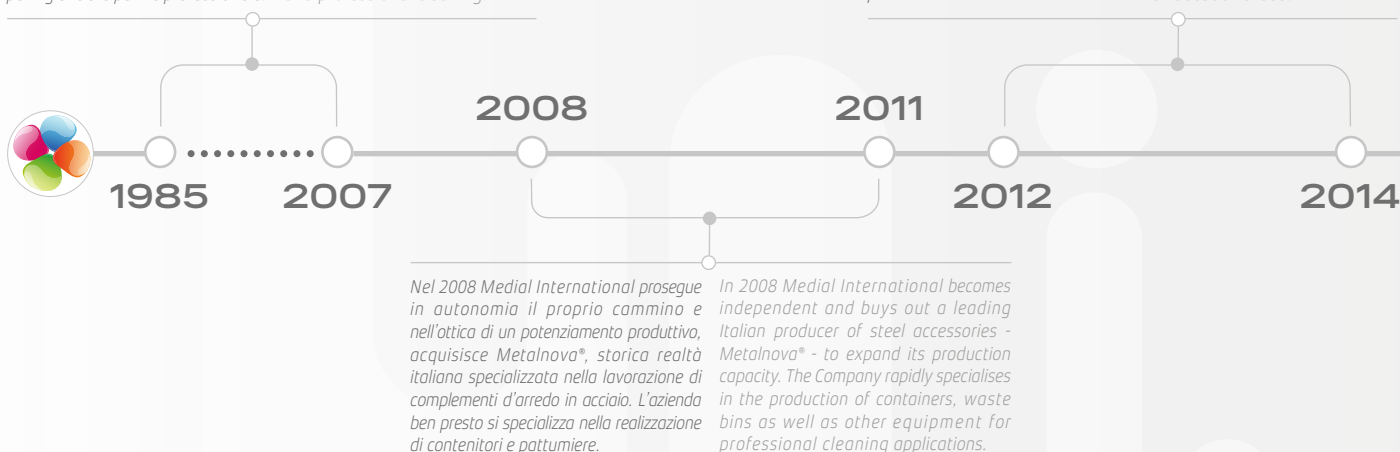 2008
2011
1985
2007
2012
2014
Nel 2008 Medial International prosegue
in autonomia il proprio cammino e
nell'ottica di un potenziamento produttivo,
acquisisce Metalnova®, storica realtà
italiana specializzata nella lavorazione di
complementi d'arredo in acciaio. L'azienda
ben presto si specializza nella realizzazione
di contenitori e pattumiere.
In 2008 Medial International becomes
independent and buys out a leading
Italian producer of steel accessories -
Metalnova® - to expand its production
capacity. The Company rapidly specialises
in the production of containers, waste
bins as well as other equipment for
professional cleaning applications.